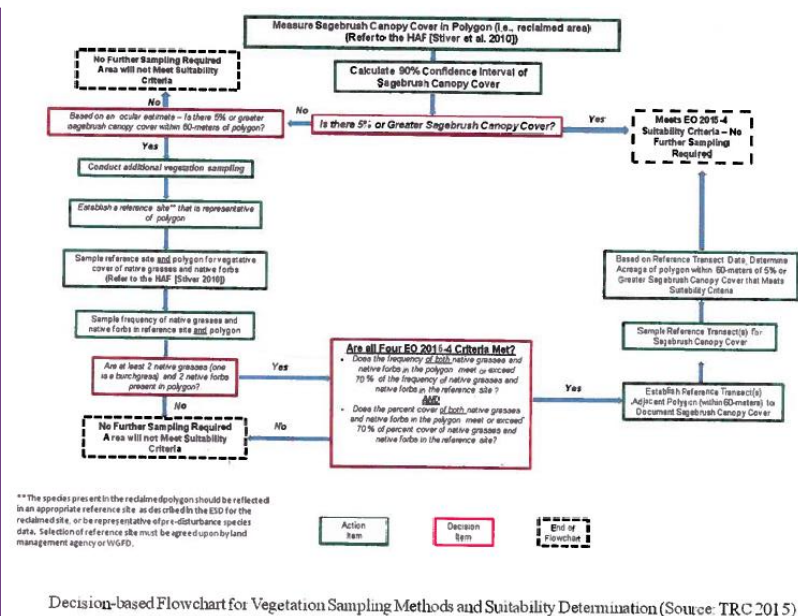 Measure Sagebrush Canopy Cover in Polygon (i.e., reclaimed area)
(Refer to the HAF [Stiver et al. 2010])
No Further Sampling Required
Area will not Meet Suitability
Criteria
Calculate 90% Confidence Interval of
Sagebrush Canopy Cover
No
Based on an ocular estimate – Is there 5% or greater
sagebrush canopy cover within 60-meters of polygon?
No
Is there 5% or Greater Sagebrush Canopy Cover?
Yes
Meets EO 2015-4
Suitability Criteria – No
Further Sampling
Required
Yes
Conduct additional vegetation sampling
Establish a reference site** that is representative
of polygon
Sample reference site and polygon for vegetative
cover of native grasses and native forbs
(Refer to the HAF [Stiver 2010])
Based on Reference Transect Data, Determine
Acreage of polygon within 60-meters of 5% or
Greater Sagebrush Canopy Cover that Meets
Suitability Criteria
Sample frequency of native grasses and
native forbs in reference site and polygon
Sample Reference Transect(s) for
Sagebrush Canopy Cover
Are at least 2 native grasses (one
is a bunchgrass) and 2 native forbs
present in polygon?
Yes
Are all Four EO 2015-4 Criteria Met?
• Does the frequency of both native grasses and
native forbs in the polygon meet or exceed
70% of the frequency of native grasses and
native forbs in the reference site?
AND
• Does the percent cover of both native grasses
and native forbs in the polygon meet or exceed
70% of percent cover of native grasses and
native forbs in the reference site?
Yes
Establish Reference Transect(s)
Adjacent Polygon (within 60-meters) to
Document Sagebrush Canopy Cover
No
No Further Sampling Required
Area will not Meet Suitability
Criteria
No
**The species present in the reclaimed polygon should be reflected
in an appropriate reference site as described in the ESD for the
reclaimed site, or be representative of pre-disturbance species
data. Selection of reference site must be agreed upon by land
management agency or WGFD.
Action
Item
Decision
Item
End of
Flowchart
Decision-based Flowchart for Vegetation Sampling Methods and Suitability Determination (Source: TRC 2015)